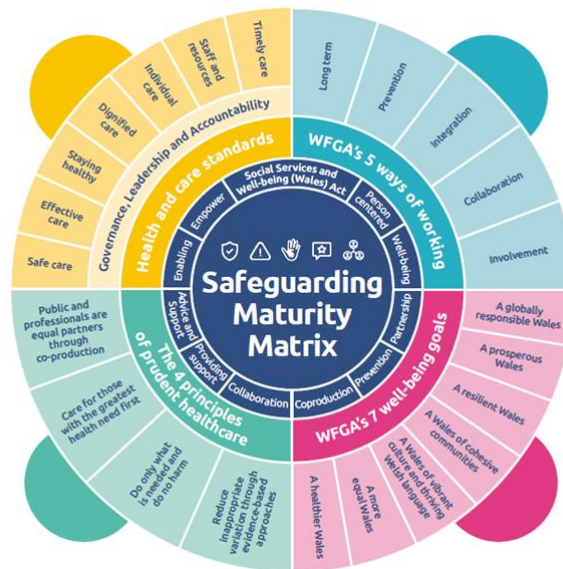 Safeguarding
Maturity
Matrix
Social Services and
Well-being (Wales) Act
Person
centered
Well-being
Partnership
Prevention
Coproduction
Collaboration
Providing
support
Advice and
Support
Enabling
Empower
Health and care standards
Governance, Leadership and Accountability
Safe care
Effective
care
Staying
healthy
Dignified
care
Individual
care
Staff and
resources
Timely care
WFGA's 5 ways of working
Long term
Prevention
Integration
Collaboration
Involvement
WFGA's 7 well-being goals
A globally
responsible Wales
A prosperous
Wales
A resilient Wales
A Wales of cohesive
communities
A Wales of vibrant
culture and thriving
Welsh language
A more
equal Wales
A healthier Wales
The 4 principles
of prudent healthcare
Public and
professionals are
equal partners
through
co-production
Care for those
with the greatest
health need first
Do only what
is needed and
do no harm
Reduce
inappropriate
variation through
evidence-based
approaches